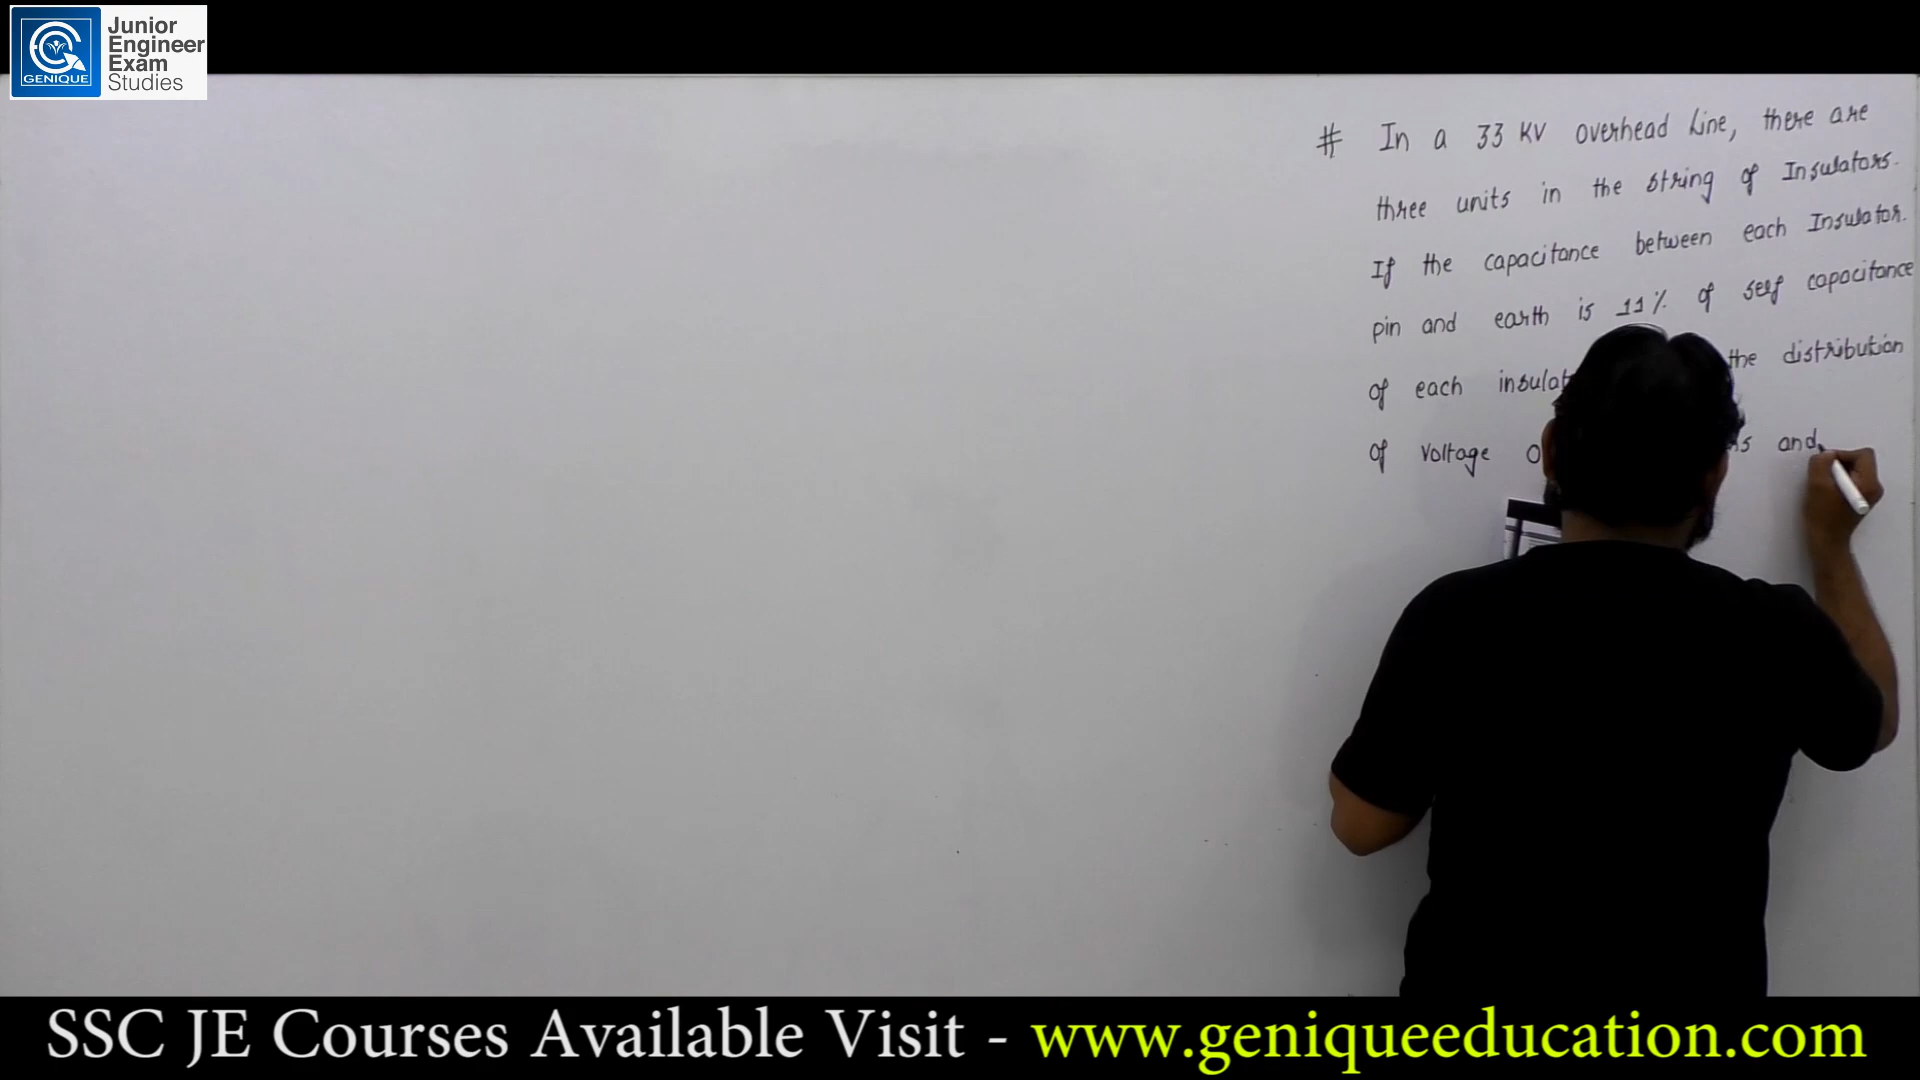 Junior
Engineer
Exam
Studies
GENIQUE
# In a 33 KV overhead Line, there are
three units in the string of Insulators.
If the capacitance between each Insulator.
pin and earth is 11% of self capacitance
of each the distribution
of Voltage and
SSC JE Courses Available Visit - www.geniqueeducation.com